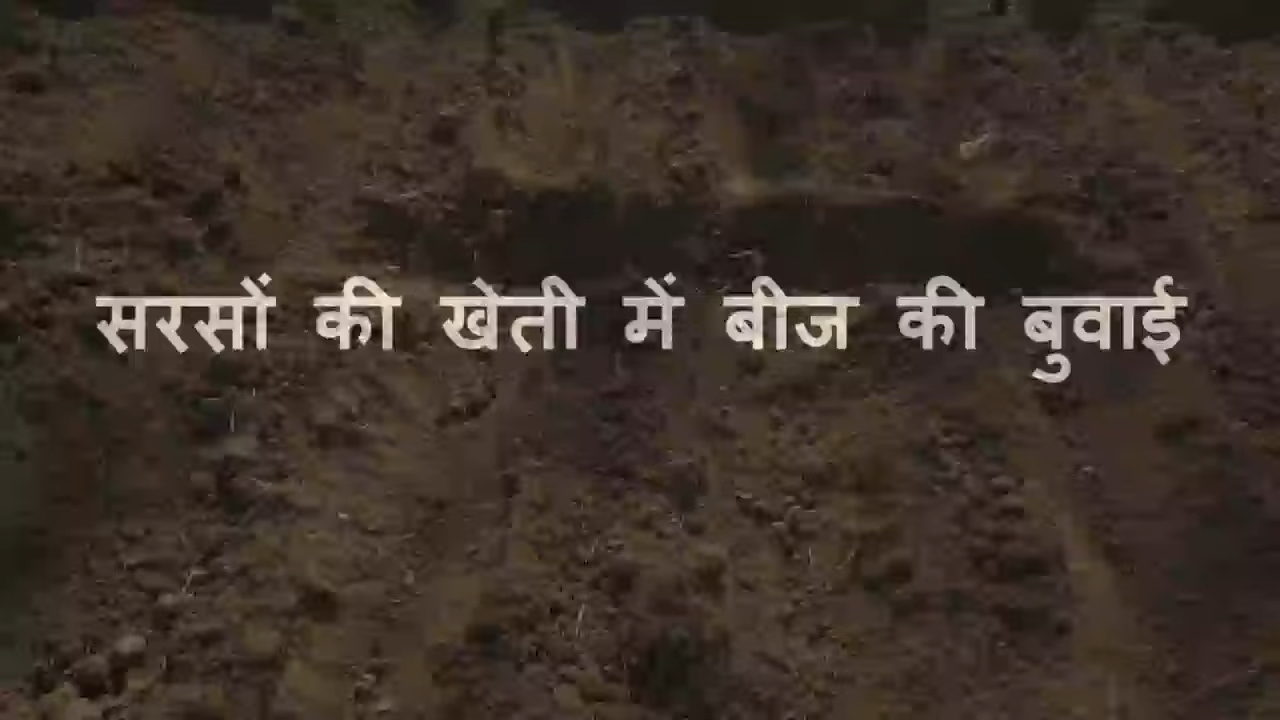 सरसों की खेती में बीज की बुवाई